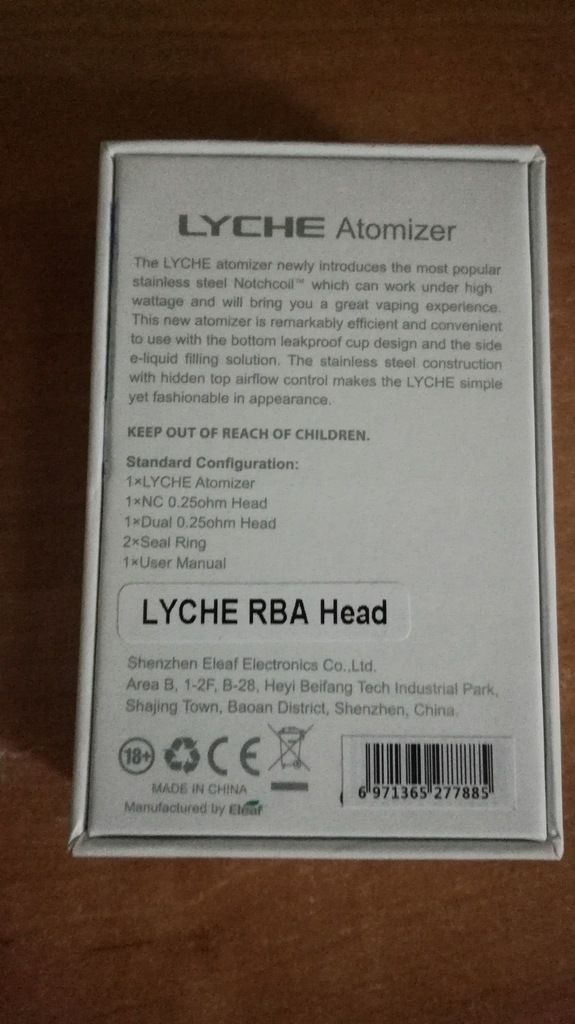 LYCHE Atomizer
The LYCHE atomizer newly introduces the most popular
stainless steel Notchcoil™ which can work under high
wattage and will bring you a great vaping experience.
This new atomizer is remarkably efficient and convenient
to use with the bottom leakproof cup design and the side
e-liquid filling solution. The stainless steel construction
with hidden top airflow control makes the LYCHE simple
yet fashionable in appearance.
KEEP OUT OF REACH OF CHILDREN.
Standard Configuration:
1×LYCHE Atomizer
1×NC 0.25ohm Head
1×Dual 0.25ohm Head
2×Seal Ring
1×User Manual
LYCHE RBA Head
Shenzhen Eleaf Electronics Co.,Ltd.
Area B, 1-2F, B-28, Heyi Beifang Tech Industrial Park,
Shajing Town, Baoan District, Shenzhen, China.
18+ CE
MADE IN CHINA
Manufactured by Eleaf
6 971365 277885